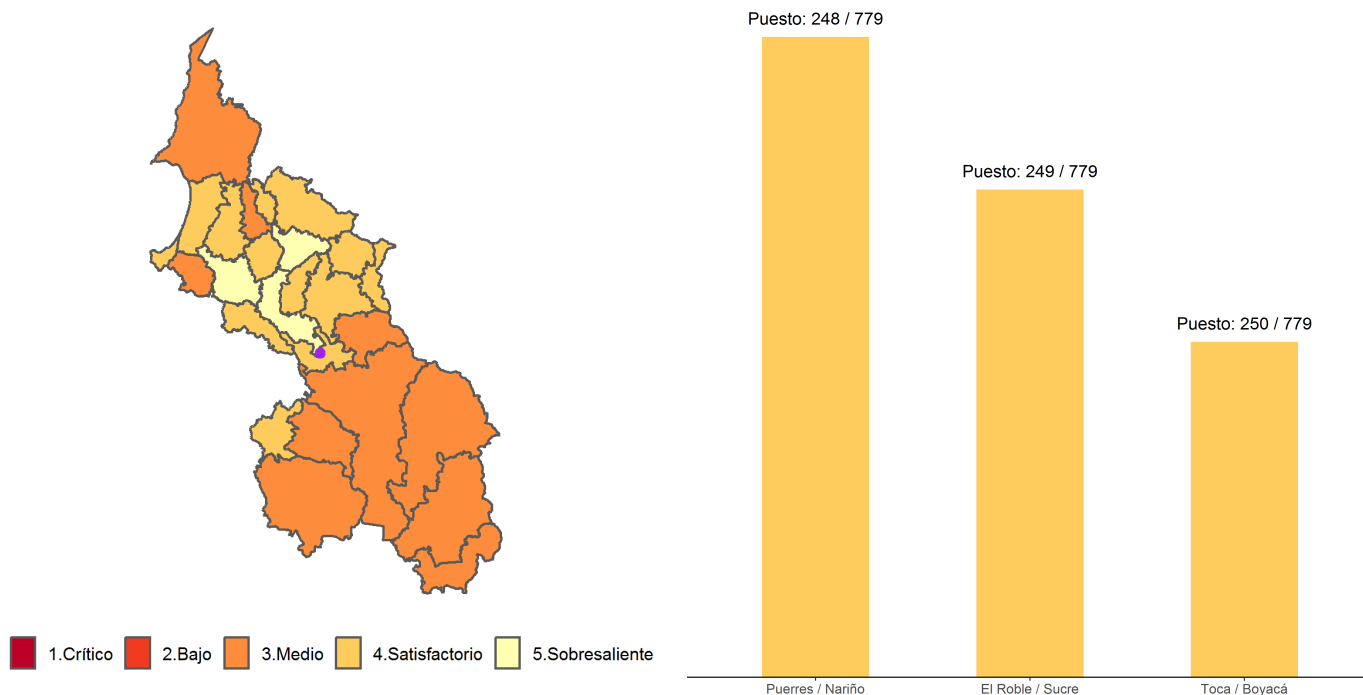 1.Crítico
2.Bajo
3.Medio
4.Satisfactorio
5.Sobresaliente
Puesto: 248 / 779
Puesto: 249 / 779
Puesto: 250 / 779
Puerres / Nariño
El Roble / Sucre
Toca / Boyacá